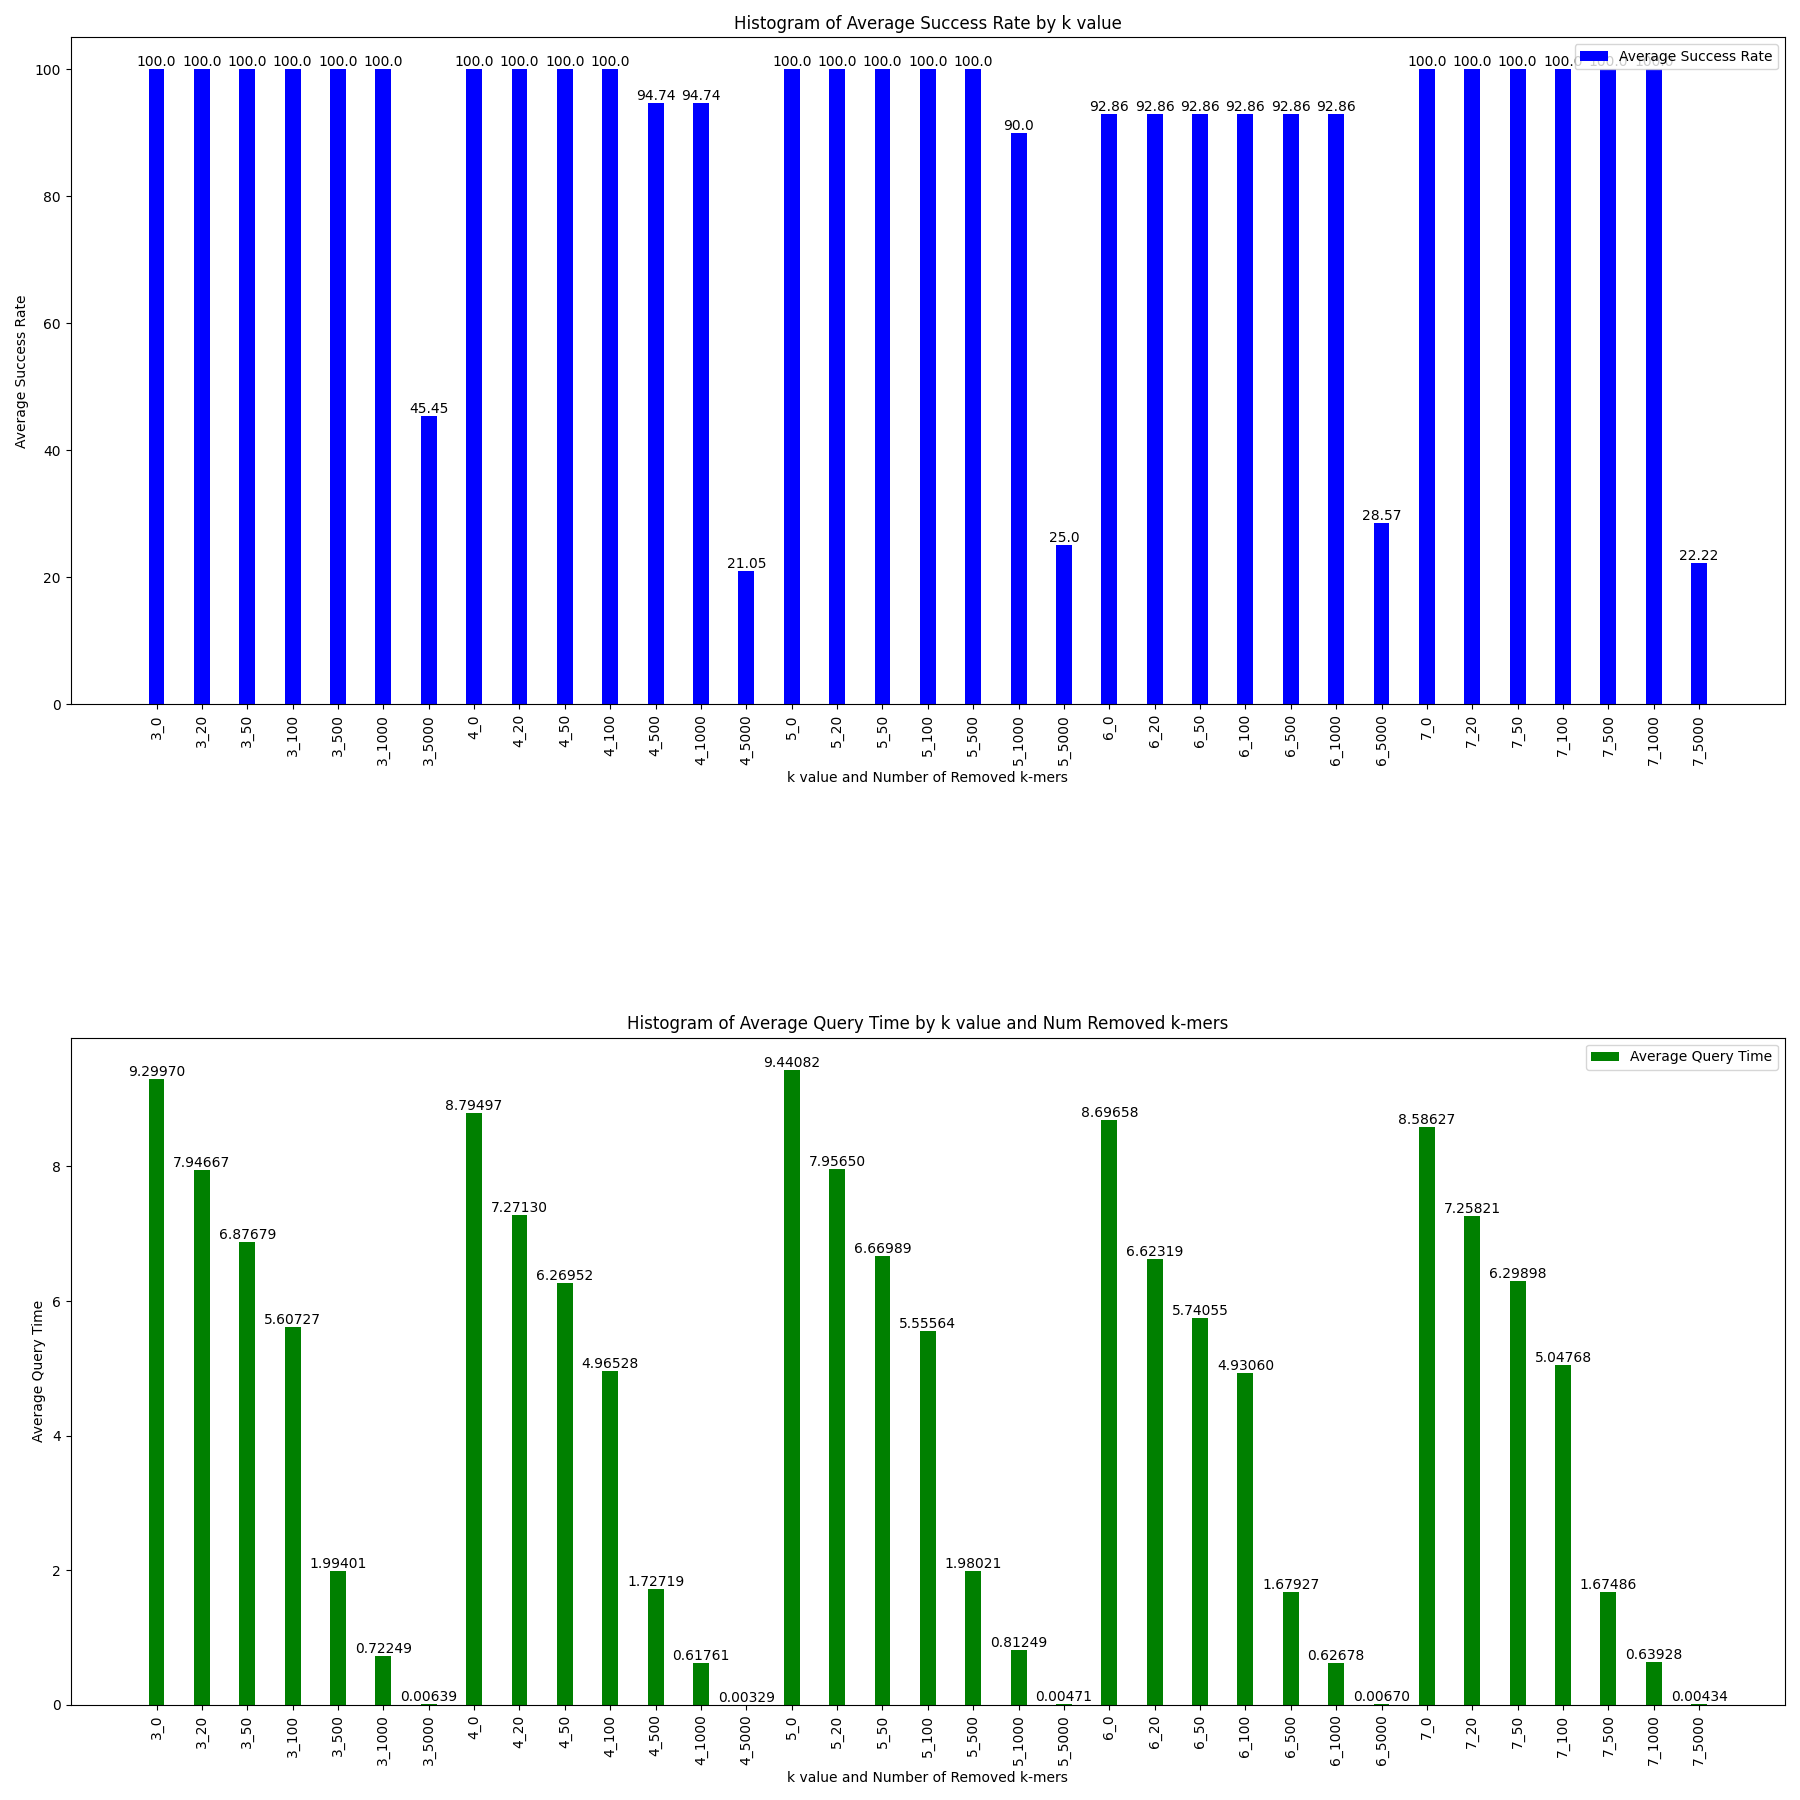 Histogram of Average Success Rate by k value
Average Success Rate
100.0 100.0 100.0 100.0 100.0 100.0 45.45 100.0 100.0 100.0 100.0 94.74 94.74 21.05 100.0 100.0 100.0 100.0 100.0 90.0 25.0 92.86 92.86 92.86 92.86 92.86 92.86 28.57 100.0 100.0 100.0 100.0 100.0 100.0 22.22
100
80
60
40
20
0
Average Success Rate
3_0 3_20 3_50 3_100 3_500 3_1000 3_5000 4_0 4_20 4_50 4_100 4_500 4_1000 4_5000 5_0 5_20 5_50 5_100 5_500 5_1000 5_5000 6_0 6_20 6_50 6_100 6_500 6_1000 6_5000 7_0 7_20 7_50 7_100 7_500 7_1000 7_5000
k value and Number of Removed k-mers
Histogram of Average Query Time by k value and Num Removed k-mers
Average Query Time
9.29970 7.94667 6.87679 5.60727 1.99401 0.72249 0.00639 8.79497 7.27130 6.26952 4.96528 1.72719 0.61761 0.00329 9.44082 7.95650 6.66989 5.55564 1.98021 0.81249 0.00471 8.69658 6.62319 5.74055 4.93060 1.67927 0.62678 0.00670 8.58627 7.25821 6.29898 5.04768 1.67486 0.63928 0.00434
8
6
4
2
0
Average Query Time
3_0 3_20 3_50 3_100 3_500 3_1000 3_5000 4_0 4_20 4_50 4_100 4_500 4_1000 4_5000 5_0 5_20 5_50 5_100 5_500 5_1000 5_5000 6_0 6_20 6_50 6_100 6_500 6_1000 6_5000 7_0 7_20 7_50 7_100 7_500 7_1000 7_5000
k value and Number of Removed k-mers